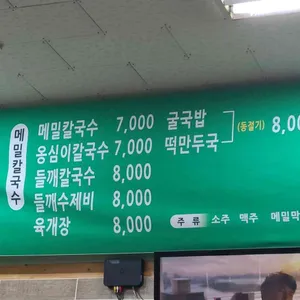 메밀칼국수
메밀칼국수 7,000
옹심이칼국수 7,000
들깨칼국수 8,000
들깨수제비 8,000
육개장 8,000
굴국밥
떡만두국
(동절기) 8,0
주 류 소주 맥주 메밀막